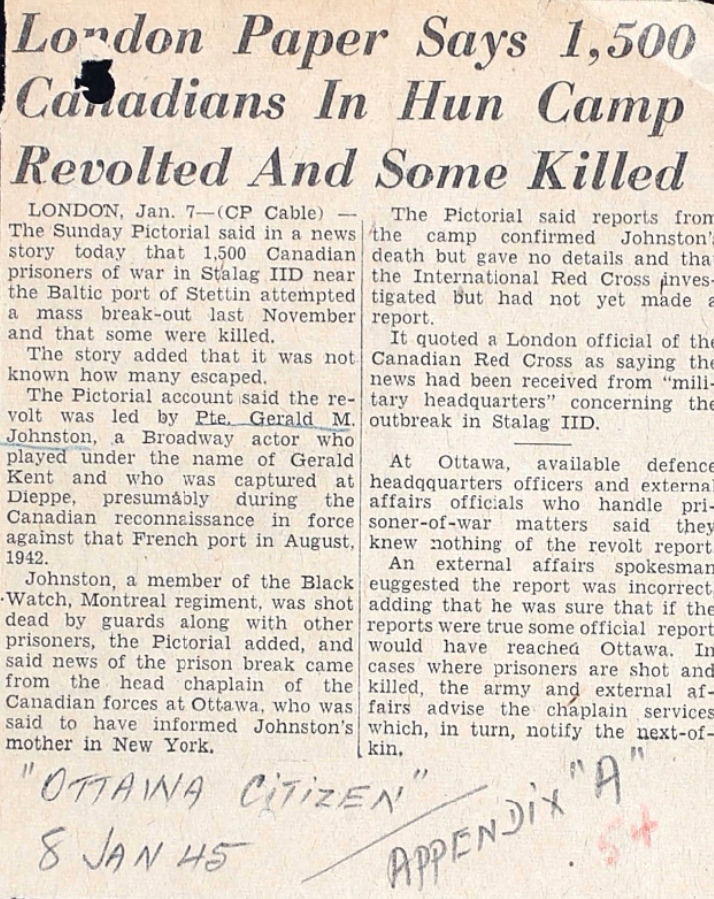 London Paper Says 1,500
Canadians In Hun Camp
Revolted And Some Killed
LONDON, Jan. 7—(CP Cable) —
The Sunday Pictorial said in a news
story today that 1,500 Canadian
prisoners of war in Stalag IID near
the Baltic port of Stettin attempted
a mass break-out last November
and that some were killed.
The story added that it was not
known how many escaped.
The Pictorial account said the re-
volt was led by Pte. Gerald M.
Johnston, a Broadway actor who
played under the name of Gerald
Kent and who was captured at
Dieppe, presumably during the
Canadian reconnaissance in force
against that French port in August,
1942.
Johnston, a member of the Black
Watch, Montreal regiment, was shot
dead by guards along with other
prisoners, the Pictorial added, and
said news of the prison break came
from the head chaplain of the
Canadian forces at Ottawa, who was
said to have informed Johnston's
mother in New York.
The Pictorial said reports from
the camp confirmed Johnston's
death but gave no details and that
the International Red Cross inves-
tigated but had not yet made a
report.
It quoted a London official of the
Canadian Red Cross as saying the
news had been received from "mili-
tary headquarters" concerning the
outbreak in Stalag IID.
At Ottawa, available defence
headqquarters officers and external
affairs officials who handle pri-
soner-of-war matters said they
knew nothing of the revolt report
An external affairs spokesman
euggested the report was incorrect,
adding that he was sure that if the
reports were true some official report
would have reached Ottawa. In
cases where prisoners are shot and
killed, the army and external af-
fairs advise the chaplain services
which, in turn, notify the next-of-
kin.
"OTTAWA CITIZEN"
8 JAN 45
APPENDIX "A"
54